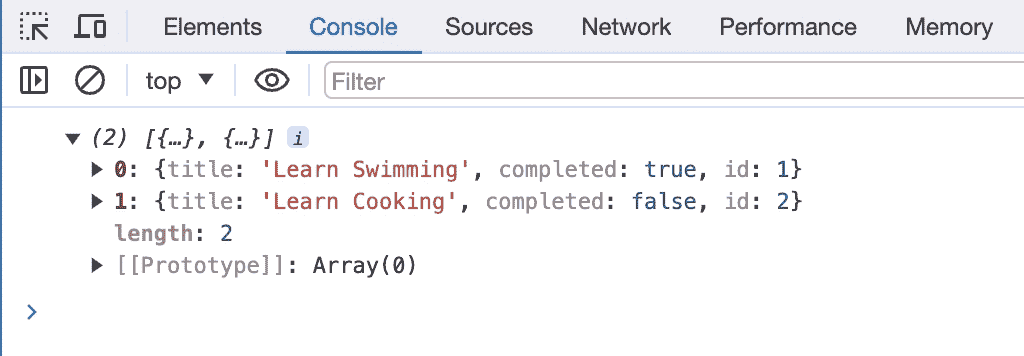 Elements Console Sources Network Performance Memory
top Filter
(2) [{…}, {…}] i
0: {title: 'Learn Swimming', completed: true, id: 1}
1: {title: 'Learn Cooking', completed: false, id: 2}
length: 2
[[Prototype]]: Array(0)